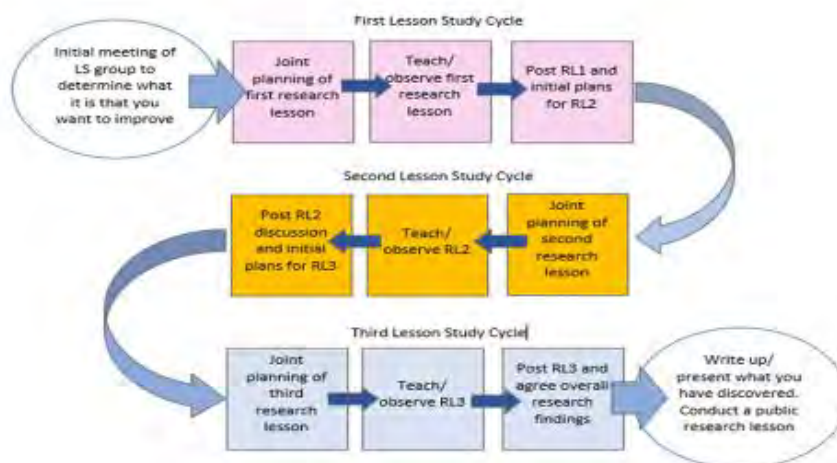 First Lesson Study Cycle
Initial meeting of
LS group to
determine what
it is that you
want to improve
Joint
planning of
first research
lesson
Teach/
observe first
research
lesson
Post RL1 and
initial plans for
RL2
Second Lesson Study Cycle
Joint
planning of
second
research
lesson
Teach/
observe RL2
Post RL2
discussion
and initial
plans for RL3
Third Lesson Study Cycle
Joint
planning of
third
research
lesson
Teach/
observe RL3
Post RL3 and
agree overall
research
findings
Write up/
present what you
have discovered.
Conduct a public
research lesson